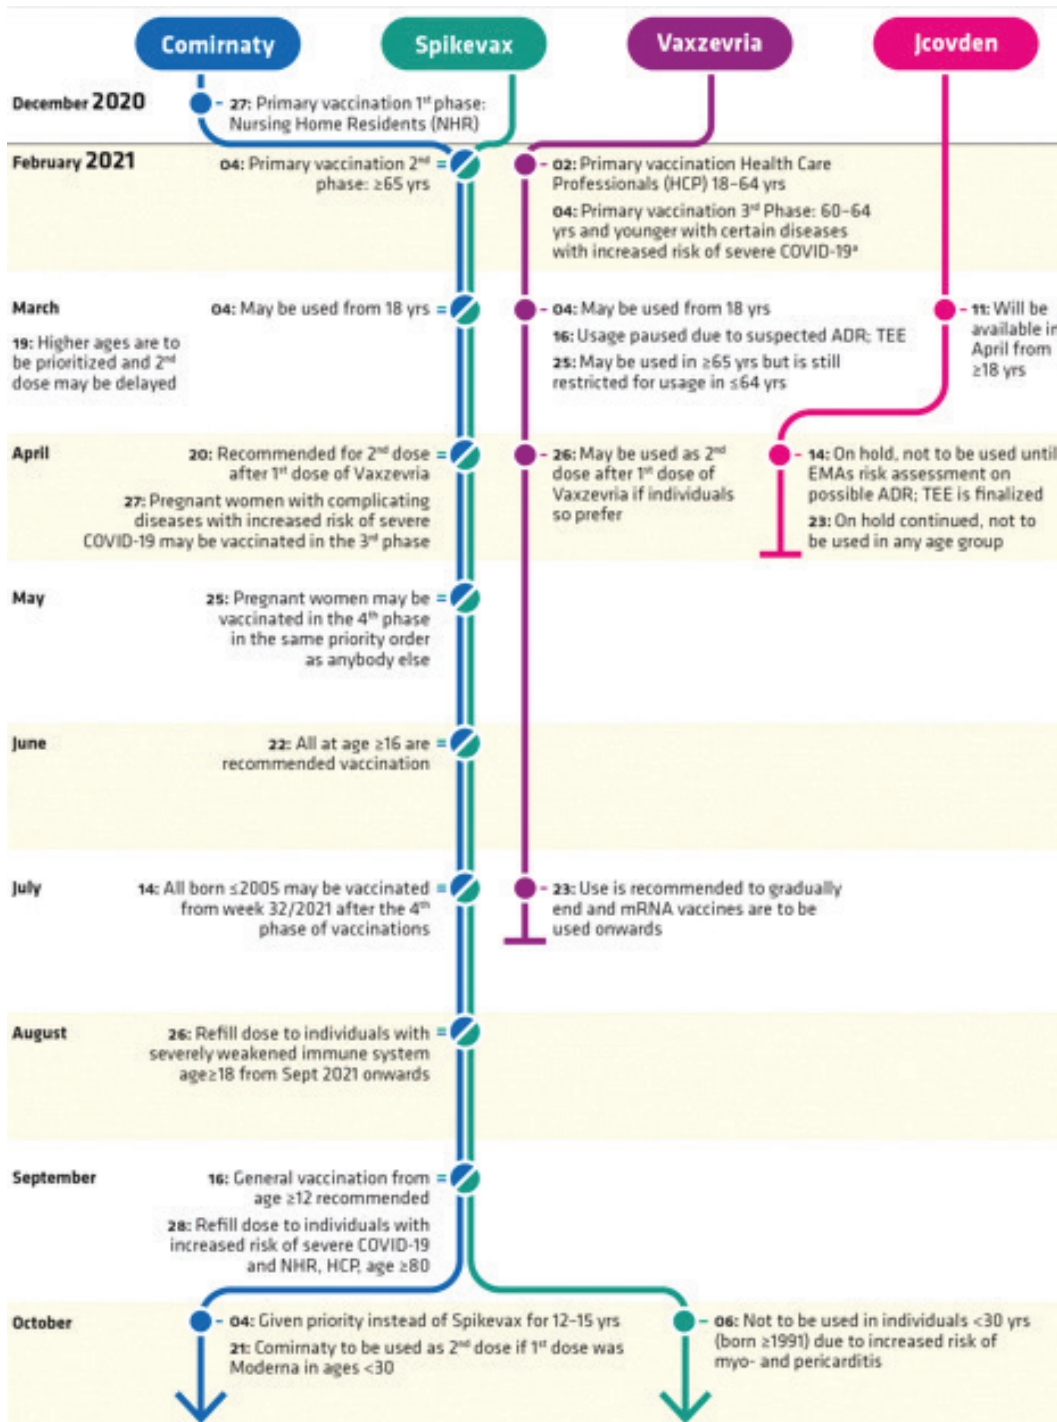 Comirnaty
Spikevax
Vaxzevria
Jcovden
December 2020
27: Primary vaccination 1st phase:
Nursing Home Residents (NHR)
February 2021
04: Primary vaccination 2nd
phase: ≥65 yrs
02: Primary vaccination Health Care
Professionals (HCP) 18–64 yrs
04: Primary vaccination 3rd Phase: 60–64
yrs and younger with certain diseases
with increased risk of severe COVID-19a
March
19: Higher ages are to
be prioritized and 2nd
dose may be delayed
04: May be used from 18 yrs
04: May be used from 18 yrs
16: Usage paused due to suspected ADR; TEE
25: May be used in ≥65 yrs but is still
restricted for usage in ≤64 yrs
11: Will be
available in
April from
≥18 yrs
April
20: Recommended for 2nd dose
after 1st dose of Vaxzevria
27: Pregnant women with complicating
diseases with increased risk of severe
COVID-19 may be vaccinated in the 3rd phase
26: May be used as 2nd
dose after 1st dose of
Vaxzevria if individuals
so prefer
14: On hold, not to be used until
EMAs risk assessment on
possible ADR; TEE is finalized
23: On hold continued, not to
be used in any age group
May
25: Pregnant women may be
vaccinated in the 4th phase
in the same priority order
as anybody else
June
22: All at age ≥16 are
recommended vaccination
July
14: All born ≤2005 may be vaccinated
from week 32/2021 after the 4th
phase of vaccinations
23: Use is recommended to gradually
end and mRNA vaccines are to be
used onwards
August
26: Refill dose to individuals with
severely weakened immune system
age≥18 from Sept 2021 onwards
September
16: General vaccination from
age ≥12 recommended
28: Refill dose to individuals with
increased risk of severe COVID-19
and NHR, HCP, age ≥80
October
04: Given priority instead of Spikevax for 12–15 yrs
21: Comirnaty to be used as 2nd dose if 1st dose was
Moderna in ages <30
06: Not to be used in individuals <30 yrs
(born ≥1991) due to increased risk of
myo- and pericarditis